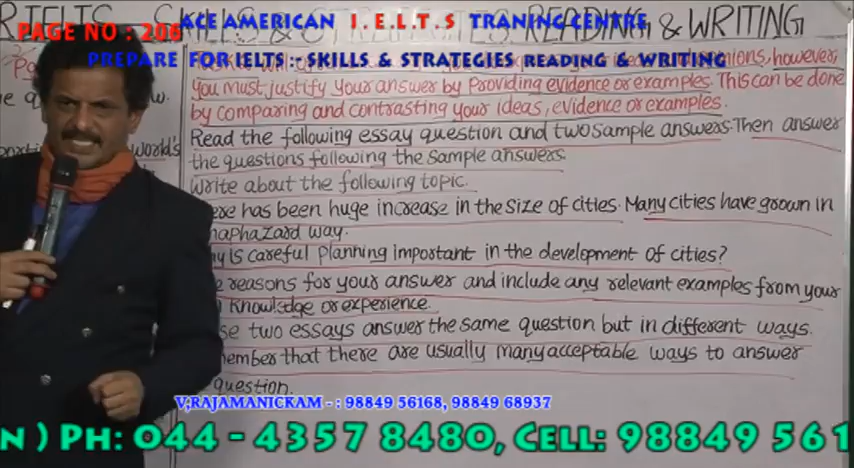 ACE AMERICAN I.E.L.T.S TRANING CENTRE
READING & WRITING
PAGE NO : 206
PREPARE FOR IELTS :- SKILLS & STRATEGIES READING & WRITING
however,
you must justify your answer by providing evidence or examples. This can be done
by comparing and contrasting your ideas, evidence or examples.
Read the following essay question and two sample answers. Then answer
world's
the questions following the sample answers.
write about the following topic.
has been huge increase in the size of cities. Many cities have grown in
haphazard way.
is careful planning important in the development of cities?
reasons for your answer and include any relevant examples from your
knowledge or experience.
two essays answer the same question but in different ways.
that there are usually many acceptable ways to answer
question.
V;RAJAMANICKAM - : 98849 56168, 98849 68937
N ) PH: 044 - 4357 8480, CELL: 98849 561